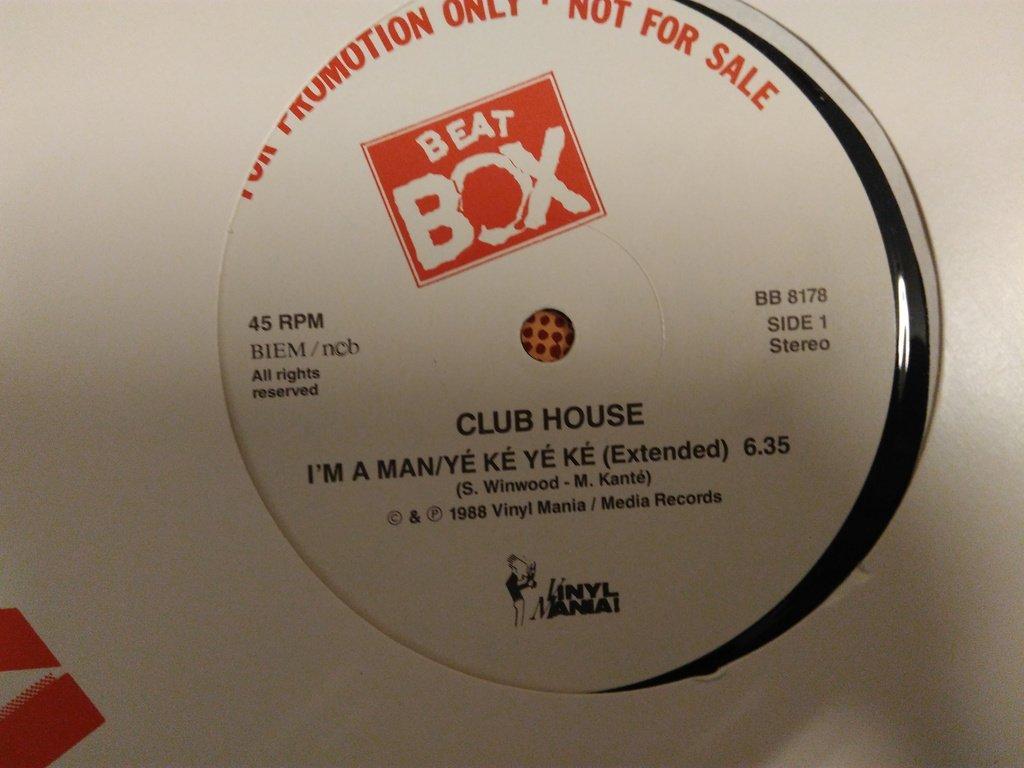 FOR PROMOTION ONLY · NOT FOR SALE
BEAT
BOX
45 RPM
BIEM/ncb
All rights
reserved
BB 8178
SIDE 1
Stereo
CLUB HOUSE
I'M A MAN/YÉ KÉ YÉ KÉ (Extended) 6.35
(S. Winwood - M. Kanté)
© & ℗ 1988 Vinyl Mania / Media Records
VINYL
MANIA!